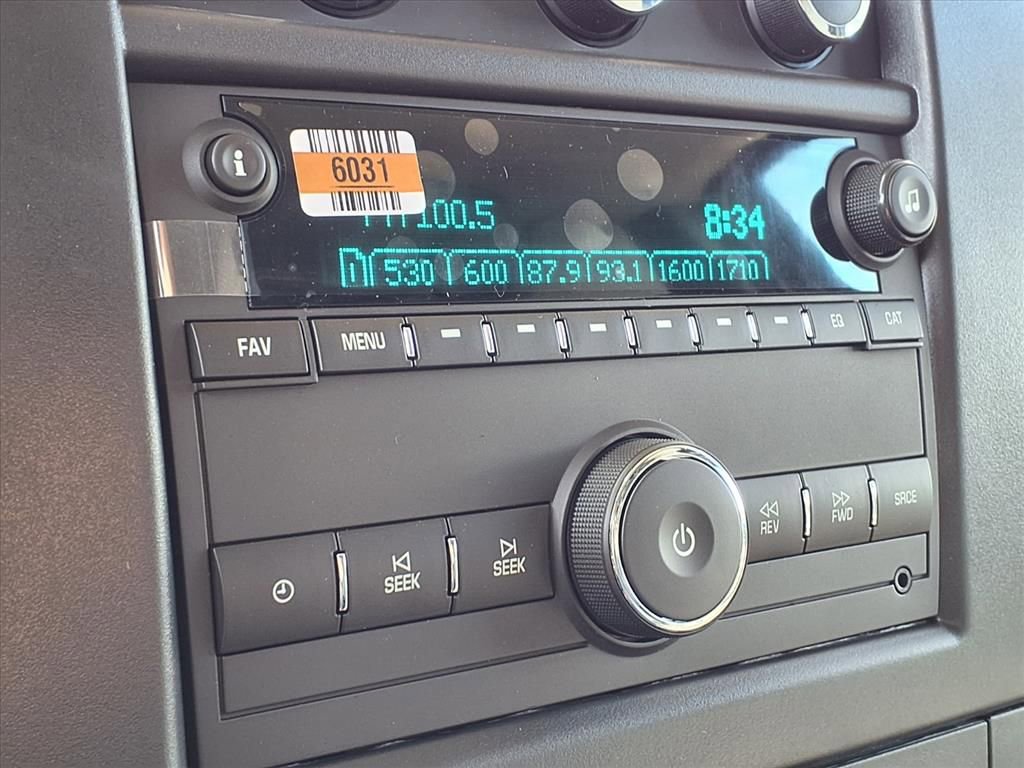 6031
100.5 8:34
1 530 600 87.9 93.1 1600 1710
FAV MENU EQ CAT
SEEK SEEK REV FWD SRCE